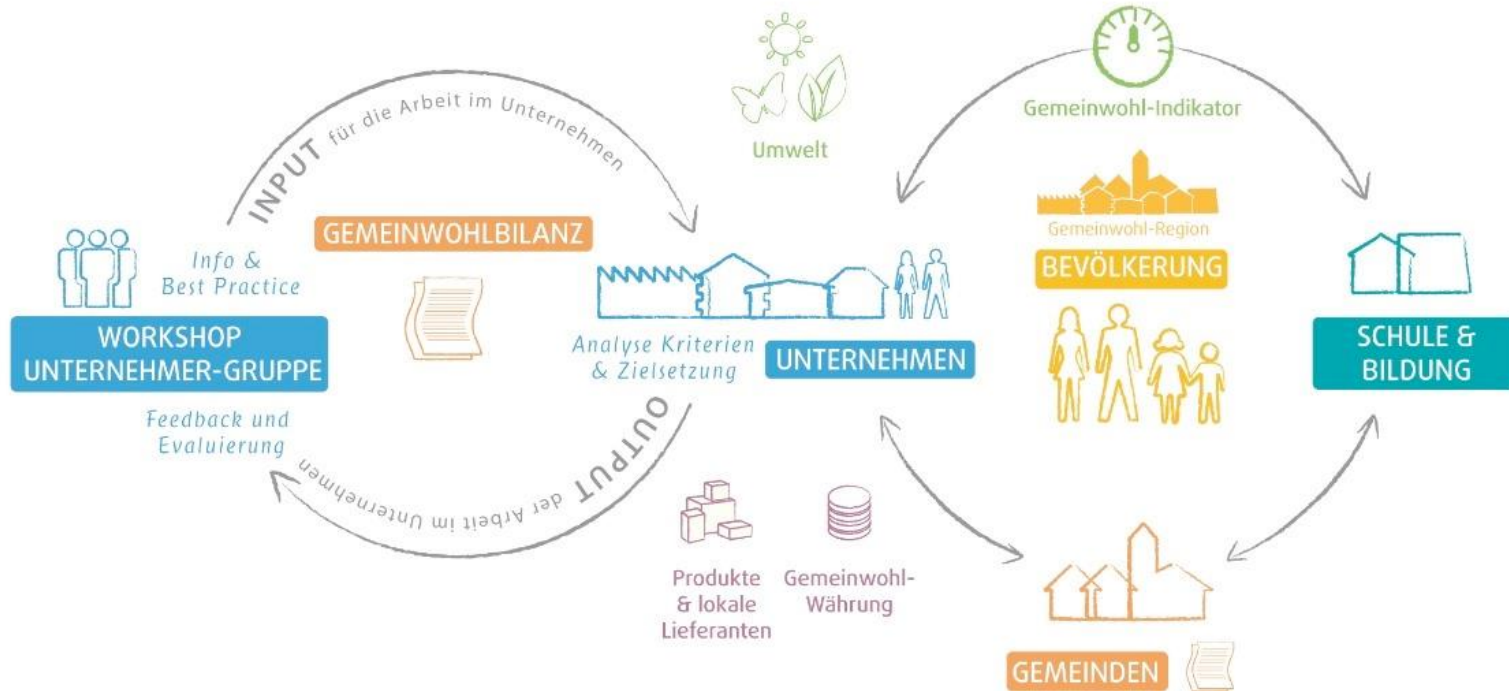 INPUT für die Arbeit im Unternehmen
Info &
Best Practice
WORKSHOP
UNTERNEHMER-GRUPPE
Feedback und
Evaluierung
GEMEINWOHLBILANZ
Umwelt
Analyse Kriterien
& Zielsetzung
UNTERNEHMEN
OUTPUT der Arbeit im Unternehmen
Produkte
& lokale
Lieferanten
Gemeinwohl-
Währung
Gemeinwohl-Indikator
Gemeinwohl-Region
BEVÖLKERUNG
SCHULE &
BILDUNG
GEMEINDEN